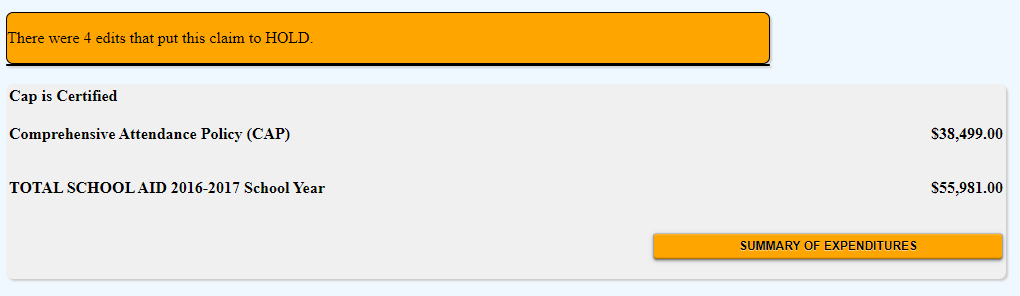 There were 4 edits that put this claim to HOLD.
Cap is Certified
Comprehensive Attendance Policy (CAP) $38,499.00
TOTAL SCHOOL AID 2016-2017 School Year $55,981.00
SUMMARY OF EXPENDITURES